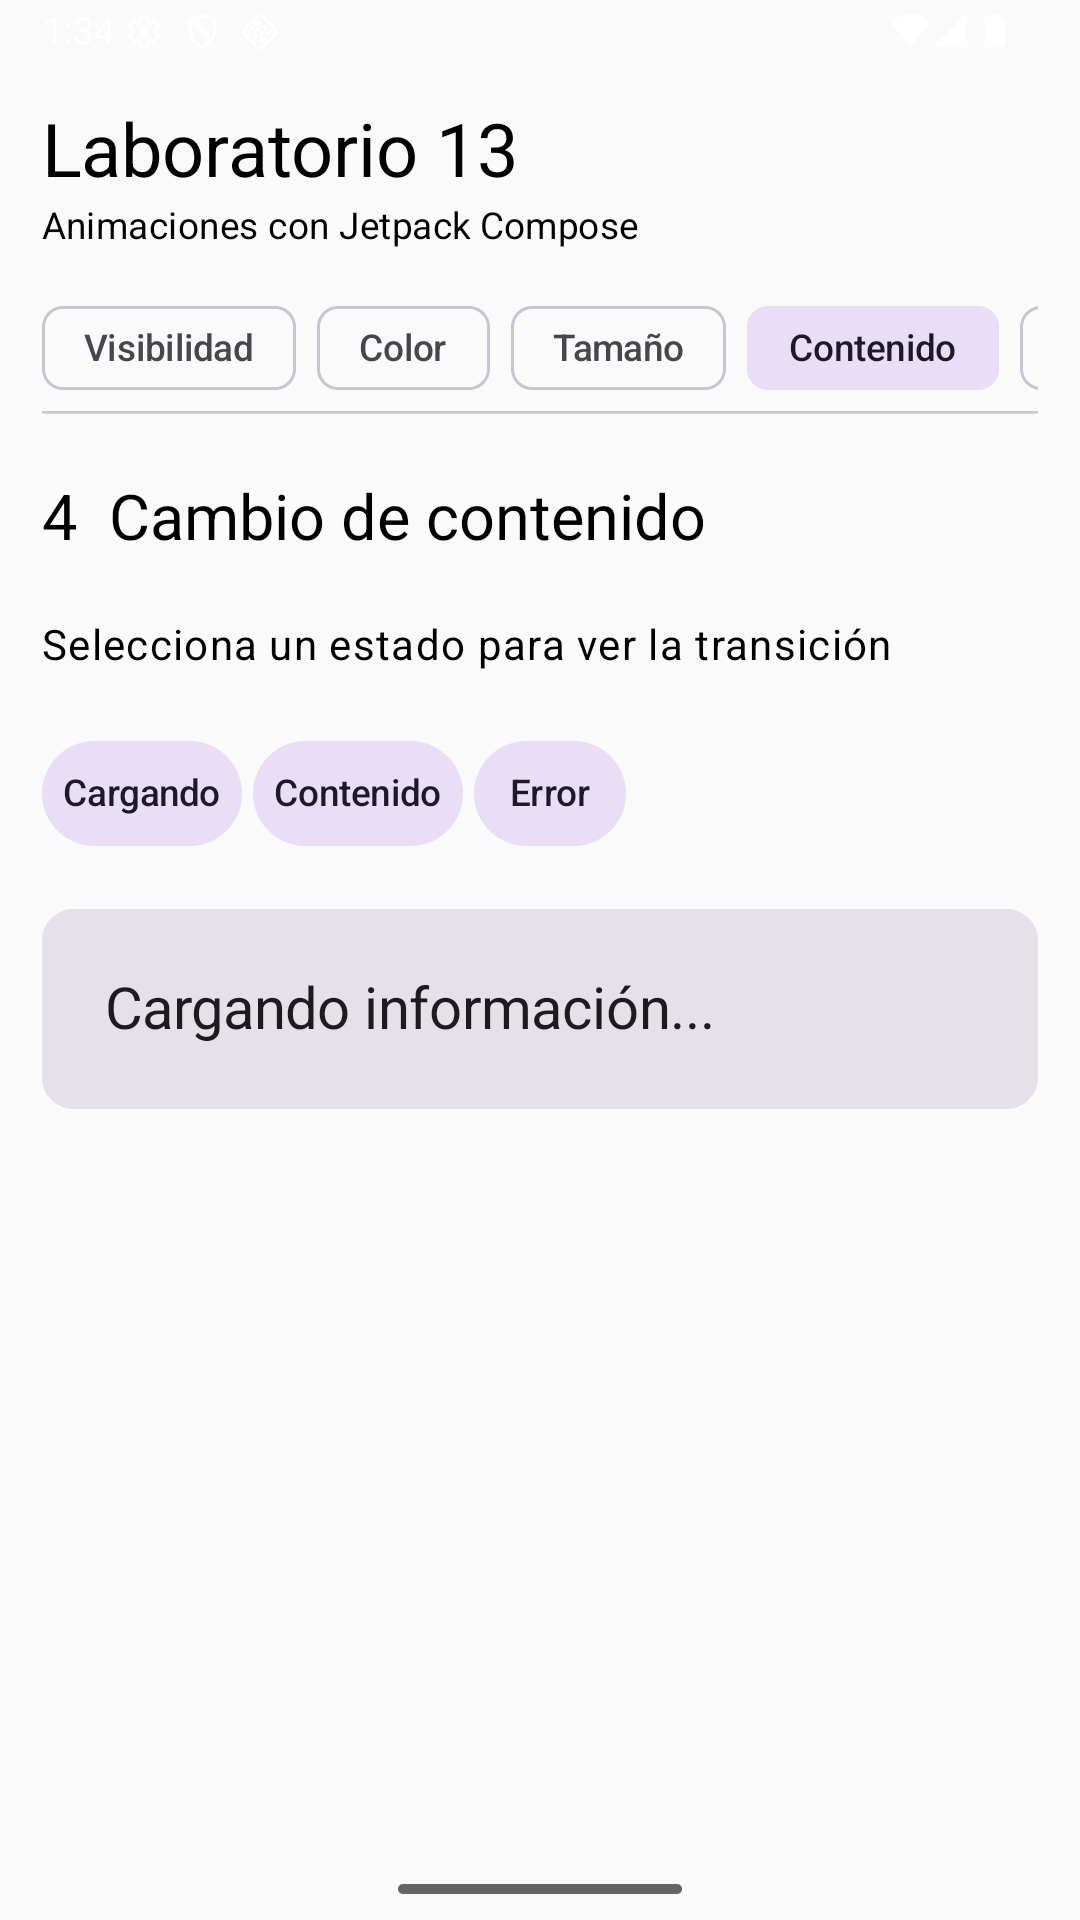 1:34
Laboratorio 13
Animaciones con Jetpack Compose
Visibilidad Color Tamaño Contenido
4 Cambio de contenido
Selecciona un estado para ver la transición
Cargando Contenido Error
Cargando información...